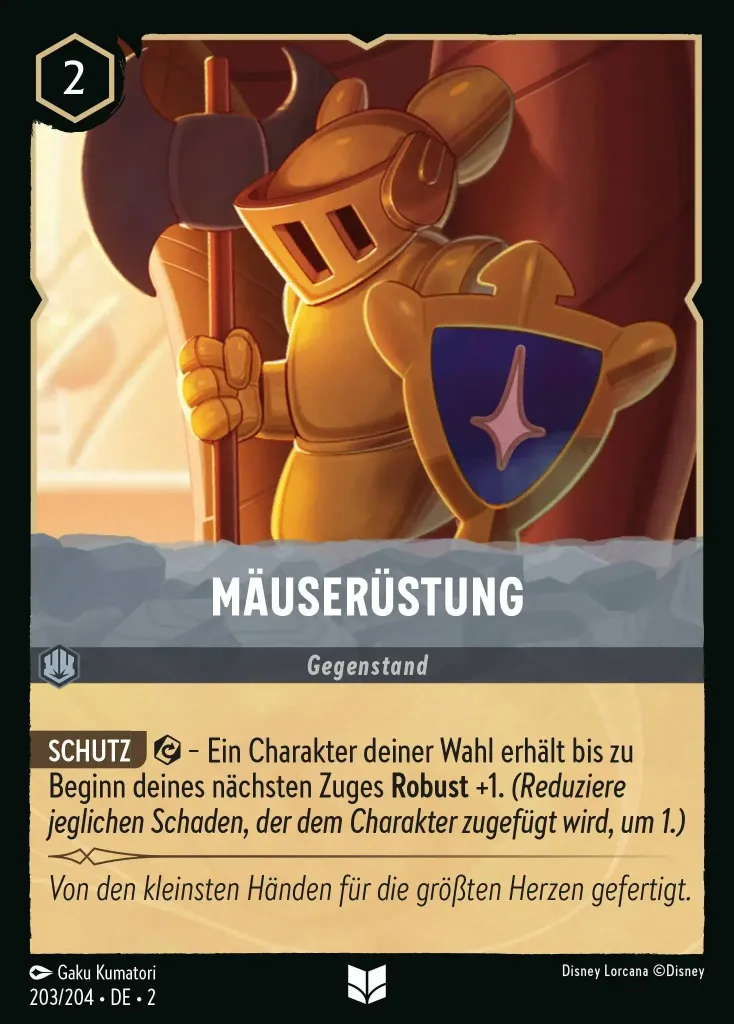 2
MÄUSERÜSTUNG
Gegenstand
SCHUTZ – Ein Charakter deiner Wahl erhält bis zu
Beginn deines nächsten Zuges Robust +1. (Reduziere
jeglichen Schaden, der dem Charakter zugefügt wird, um 1.)
Von den kleinsten Händen für die größten Herzen gefertigt.
Gaku Kumatori
Disney Lorcana ©Disney
203/204 • DE • 2